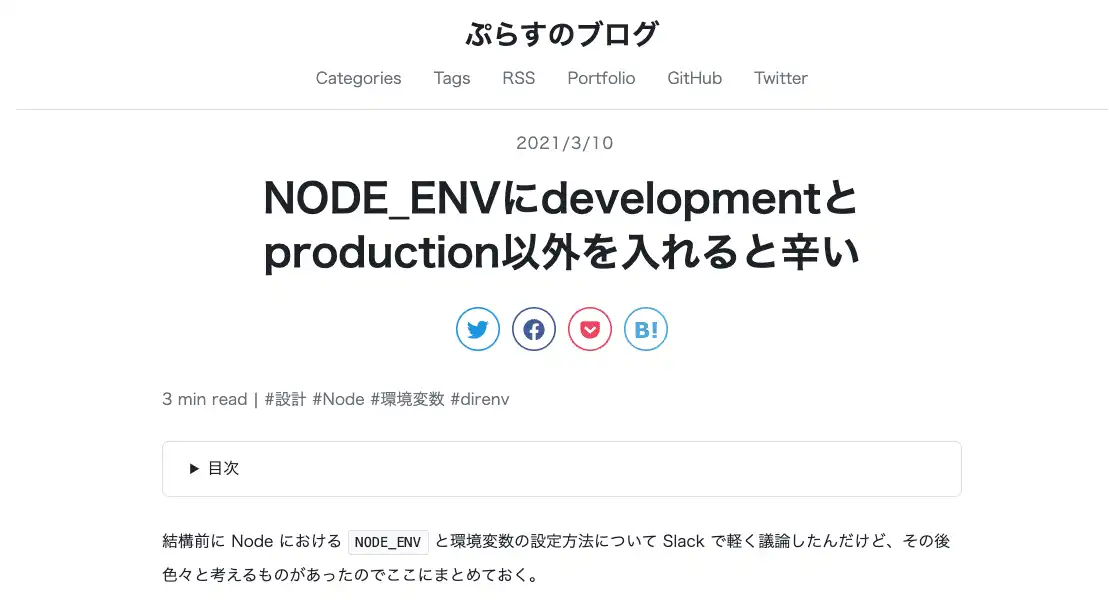 ぷらすのブログ
Categories Tags RSS Portfolio GitHub Twitter
2021/3/10
NODE_ENVにdevelopmentと
production以外を入れると辛い
B!
3 min read | #設計 #Node #環境変数 #direnv
▶ 目次
結構前に Node における NODE_ENV と環境変数の設定方法について Slack で軽く議論したんだけど、その後
色々と考えるものがあったのでここにまとめておく。